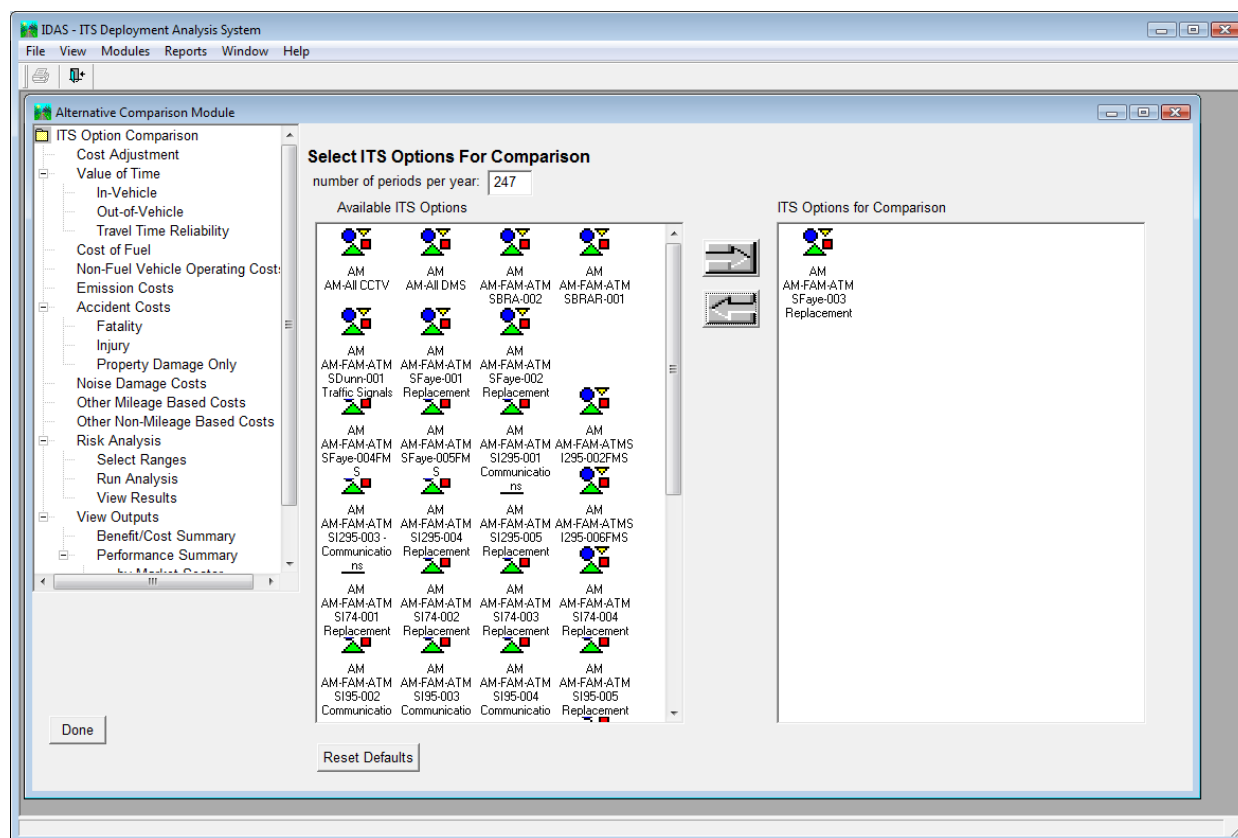 IDAS - ITS Deployment Analysis System
File View Modules Reports Window Help
Alternative Comparison Module
ITS Option Comparison
Cost Adjustment
Value of Time
In-Vehicle
Out-of-Vehicle
Travel Time Reliability
Cost of Fuel
Non-Fuel Vehicle Operating Cost
Emission Costs
Accident Costs
Fatality
Injury
Property Damage Only
Noise Damage Costs
Other Mileage Based Costs
Other Non-Mileage Based Costs
Risk Analysis
Select Ranges
Run Analysis
View Results
View Outputs
Benefit/Cost Summary
Performance Summary
by Market Sector
Done
Select ITS Options For Comparison
number of periods per year: 247
Available ITS Options
AM AM AM AM
AM-All CCTV AM-All DMS AM-FAM-ATM AM-FAM-ATM
SBRA-002 SBRAR-001
AM AM AM
AM-FAM-ATM AM-FAM-ATM AM-FAM-ATM
SDunn-001 SFaye-001 SFaye-002
Traffic Signals Replacement Replacement
AM AM AM AM
AM-FAM-ATM AM-FAM-ATM AM-FAM-ATM AM-FAM-ATMS
SFaye-004FM SFaye-005FM SI295-001 I295-002FMS
S S Communicatio
ns
AM AM AM AM
AM-FAM-ATM AM-FAM-ATM AM-FAM-ATM AM-FAM-ATMS
SI295-003 - SI295-004 SI295-005 I295-006FMS
Communicatio Replacement Replacement
ns
AM AM AM AM
AM-FAM-ATM AM-FAM-ATM AM-FAM-ATM AM-FAM-ATM
SI74-001 SI74-002 SI74-003 SI74-004
Replacement Replacement Replacement Replacement
AM AM AM AM
AM-FAM-ATM AM-FAM-ATM AM-FAM-ATM AM-FAM-ATM
SI95-002 SI95-003 SI95-004 SI95-005
Communicatio Communicatio Communicatio Replacement
Reset Defaults
ITS Options for Comparison
AM
AM-FAM-ATM
SFaye-003
Replacement